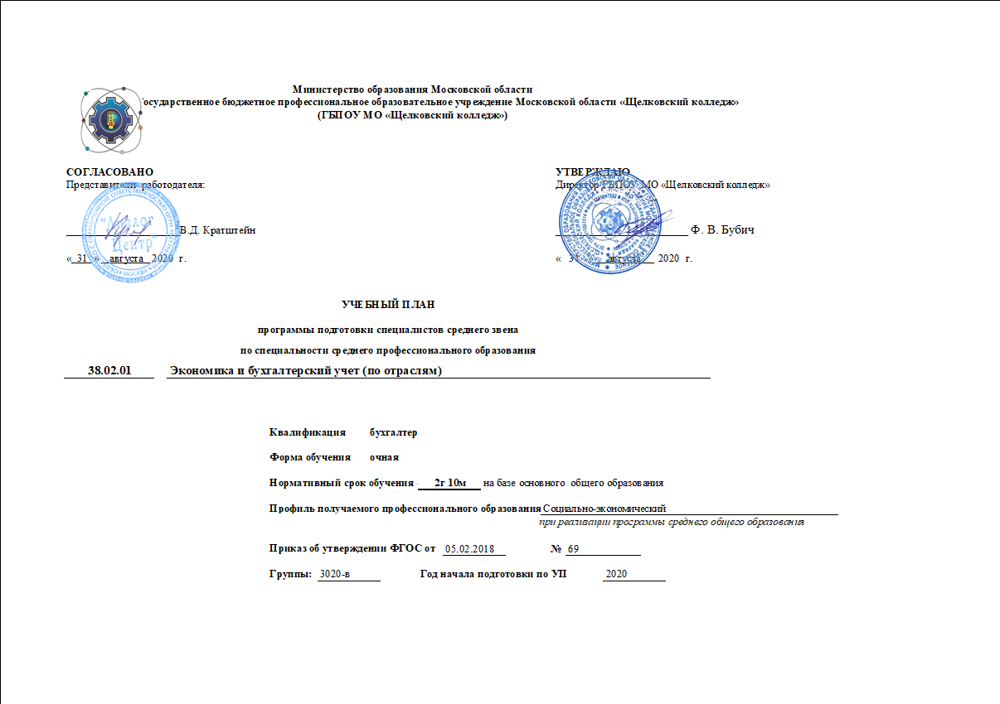 Министерство образования Московской области
Государственное бюджетное профессиональное образовательное учреждение Московской области «Щелковский колледж»
(ГБПОУ МО «Щелковский колледж»)
СОГЛАСОВАНО
Представители работодателя:
В.Д. Кратштейн
« 31 » августа 2020 г.
УТВЕРЖДАЮ
Директор ГБПОУ МО «Щелковский колледж»
Ф. В. Бубич
« 31 » августа 2020 г.
УЧЕБНЫЙ ПЛАН
программы подготовки специалистов среднего звена
по специальности среднего профессионального образования
38.02.01 Экономика и бухгалтерский учет (по отраслям)
Квалификация бухгалтер
Форма обучения очная
Нормативный срок обучения 2г 10м на базе основного общего образования
Профиль получаемого профессионального образования Социально-экономический
при реализации программы среднего общего образования
Приказ об утверждении ФГОС от 05.02.2018 № 69
Группы: 3020-в Год начала подготовки по УП 2020